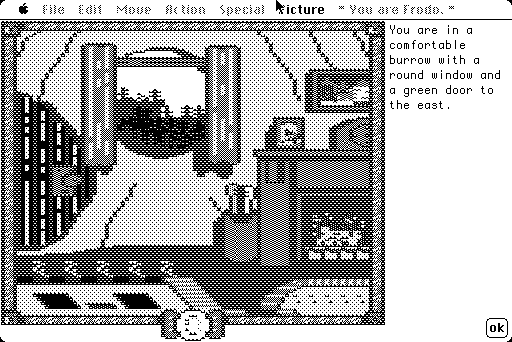 File Edit Move Action Special Picture * You are Frodo. *
You are in a
comfortable
burrow with a
round window and
a green door to
the east.
ok